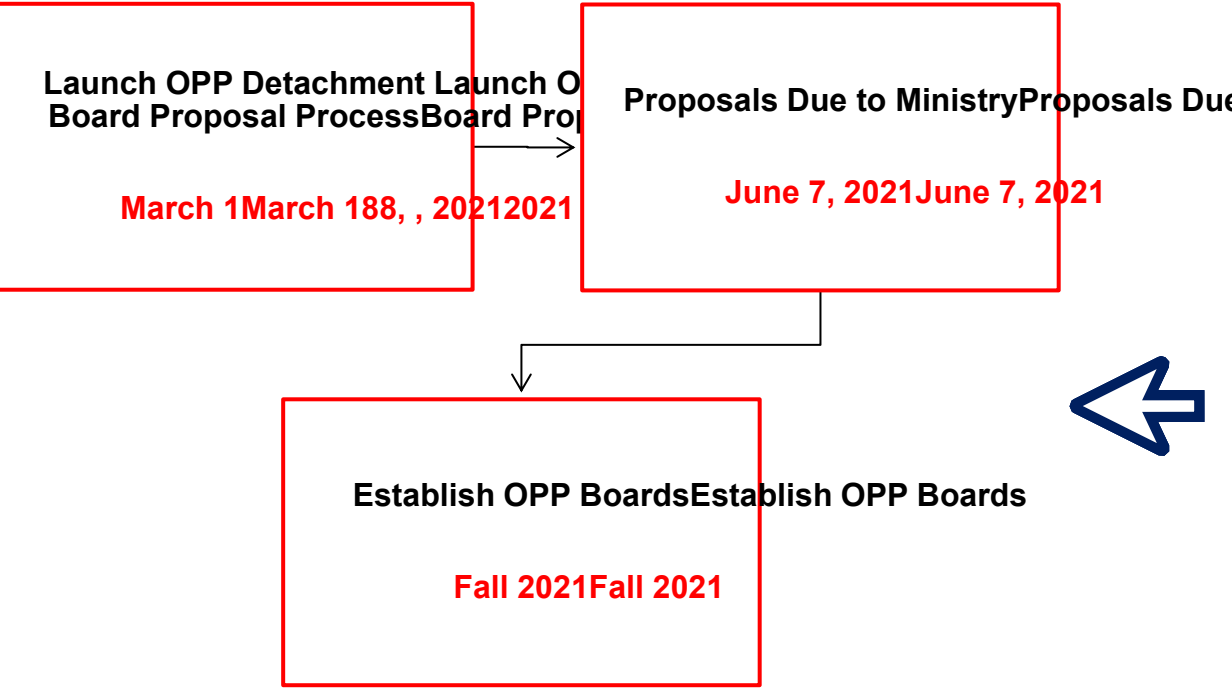 Launch OPP Detachment Launch O
Board Proposal ProcessBoard Prop
March 1March 188, , 20212021
Proposals Due to MinistryProposals Due
June 7, 2021June 7, 2021
Establish OPP BoardsEstablish OPP Boards
Fall 2021Fall 2021